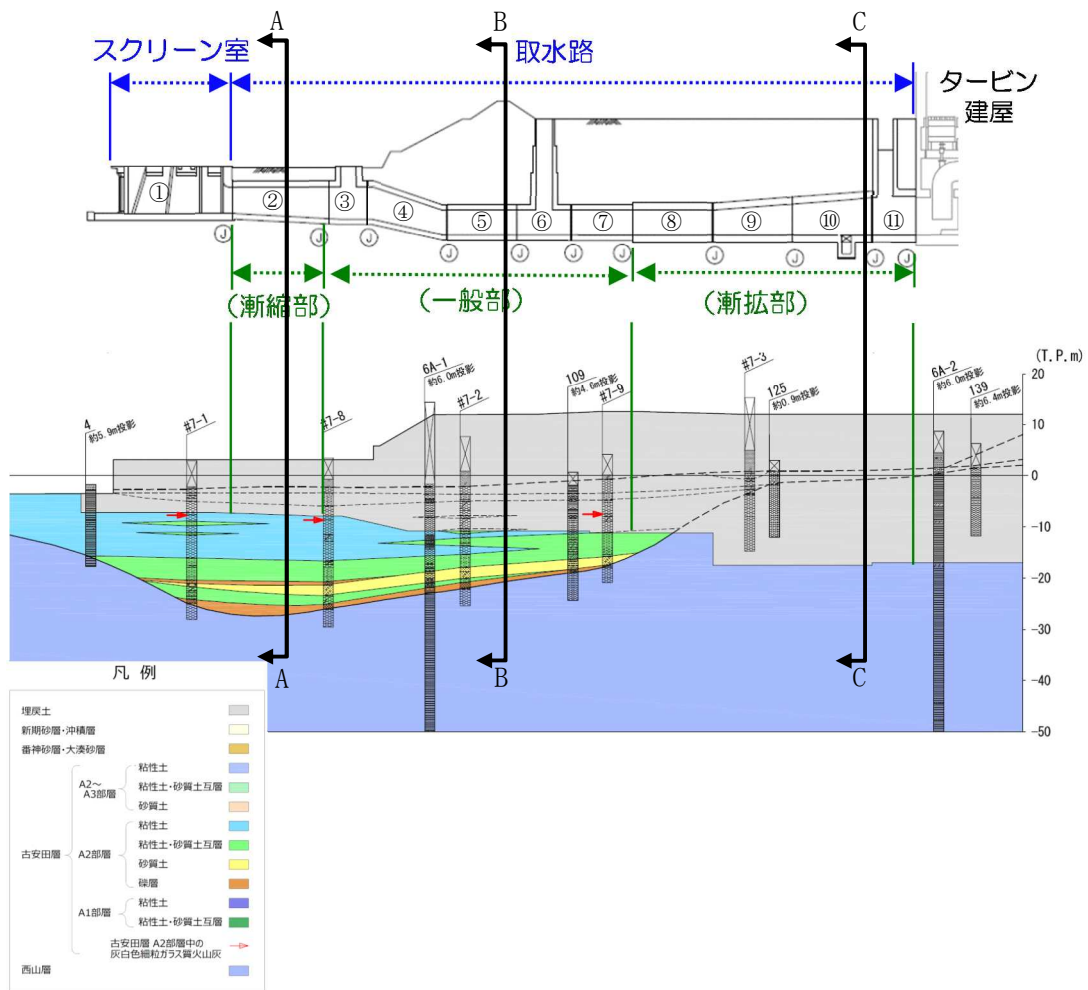 A
B
C
スクリーン室
取水路
タービン
建屋
①
②
③
④
⑤
⑥
⑦
⑧
⑨
⑩
⑪
J
J
J
J
J
J
J
J
J
J
(漸縮部)
(一般部)
(漸拡部)
(T.P.m)
4
約5.9m投影
#7-1
#7-8
6A-1
約6.0m投影
#7-2
109
約4.6m投影
#7-9
#7-3
125
約0.9m投影
6A-2
約6.0m投影
139
約6.4m投影
20
10
0
-10
-20
-30
-40
-50
A
B
C
凡 例
埋戻土
新期砂層・沖積層
番神砂層・大湊砂層
古安田層
A2～
A3部層
粘性土
粘性土・砂質土互層
砂質土
A2部層
粘性土
粘性土・砂質土互層
砂質土
礫層
A1部層
粘性土
粘性土・砂質土互層
古安田層 A2部層中の
灰白色細粒ガラス質火山灰
西山層